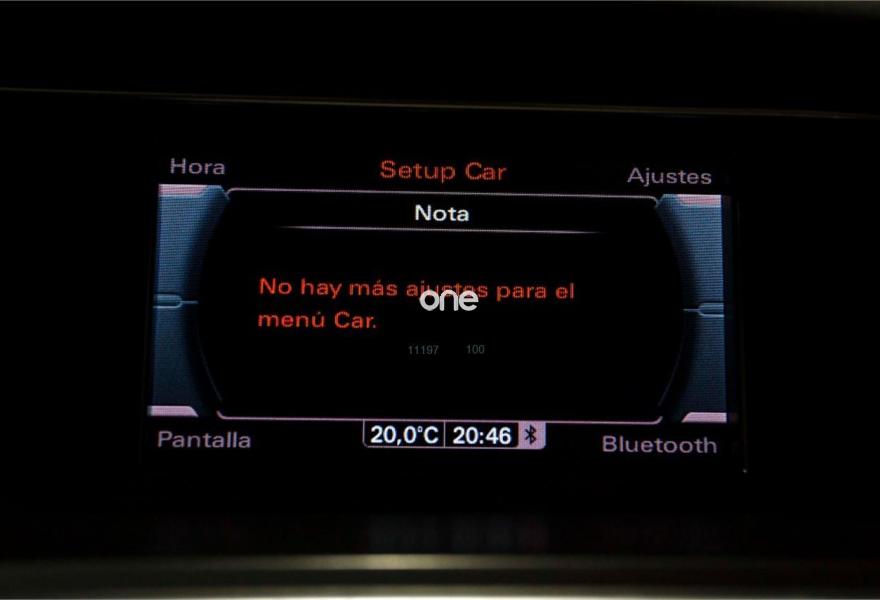 Hora
Setup Car
Ajustes
Nota
No hay más ajustes para el
menú Car.
one
11197 100
Pantalla
20,0°C 20:46
Bluetooth